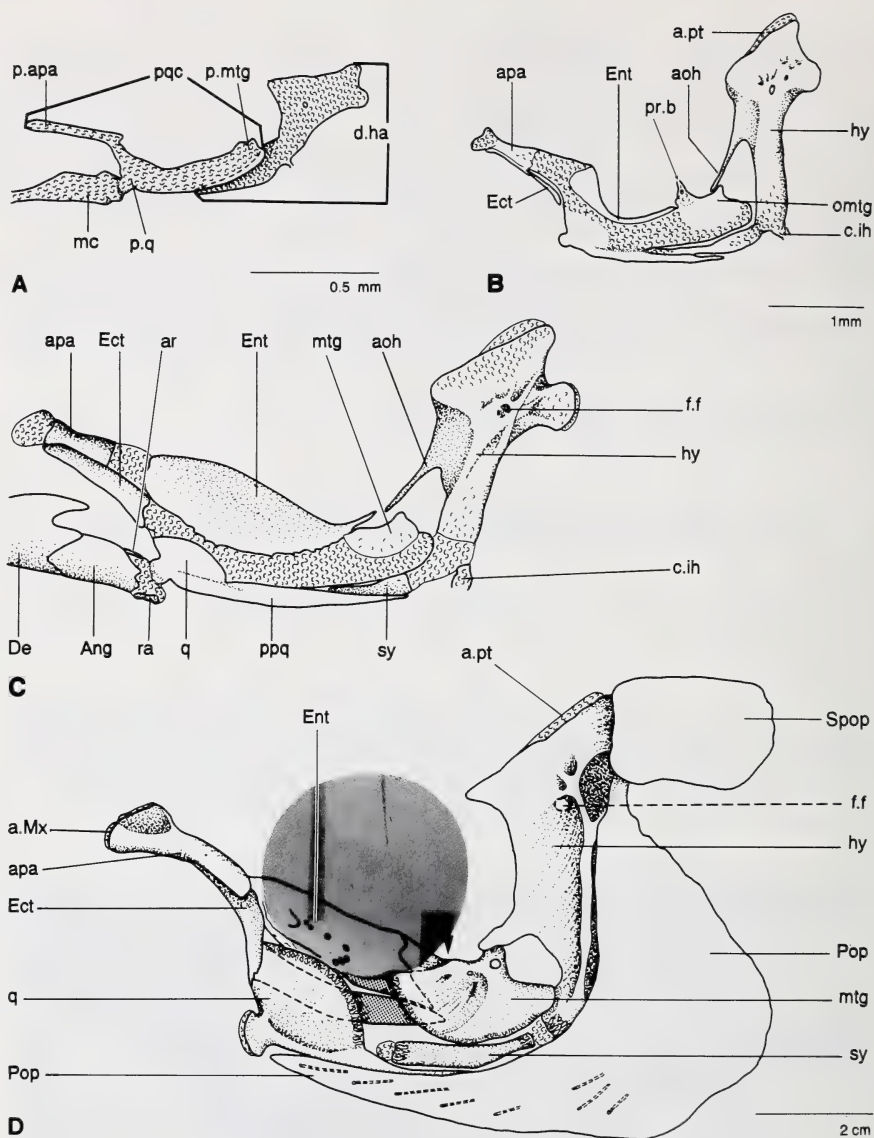 p.apa
pqc
p.mtg
d.ha
mc
p.q
A
0.5 mm
a.pt
apa
Ent
aoh
pr.b
hy
Ect
omtg
c.ih
B
1mm
apa
Ect
ar
Ent
mtg
aoh
f.f
hy
c.ih
De
Ang
ra
q
ppq
sy
C
a.pt
Ent
Spop
a.Mx
f.f
apa
hy
Ect
Pop
q
mtg
Pop
sy
D
2 cm